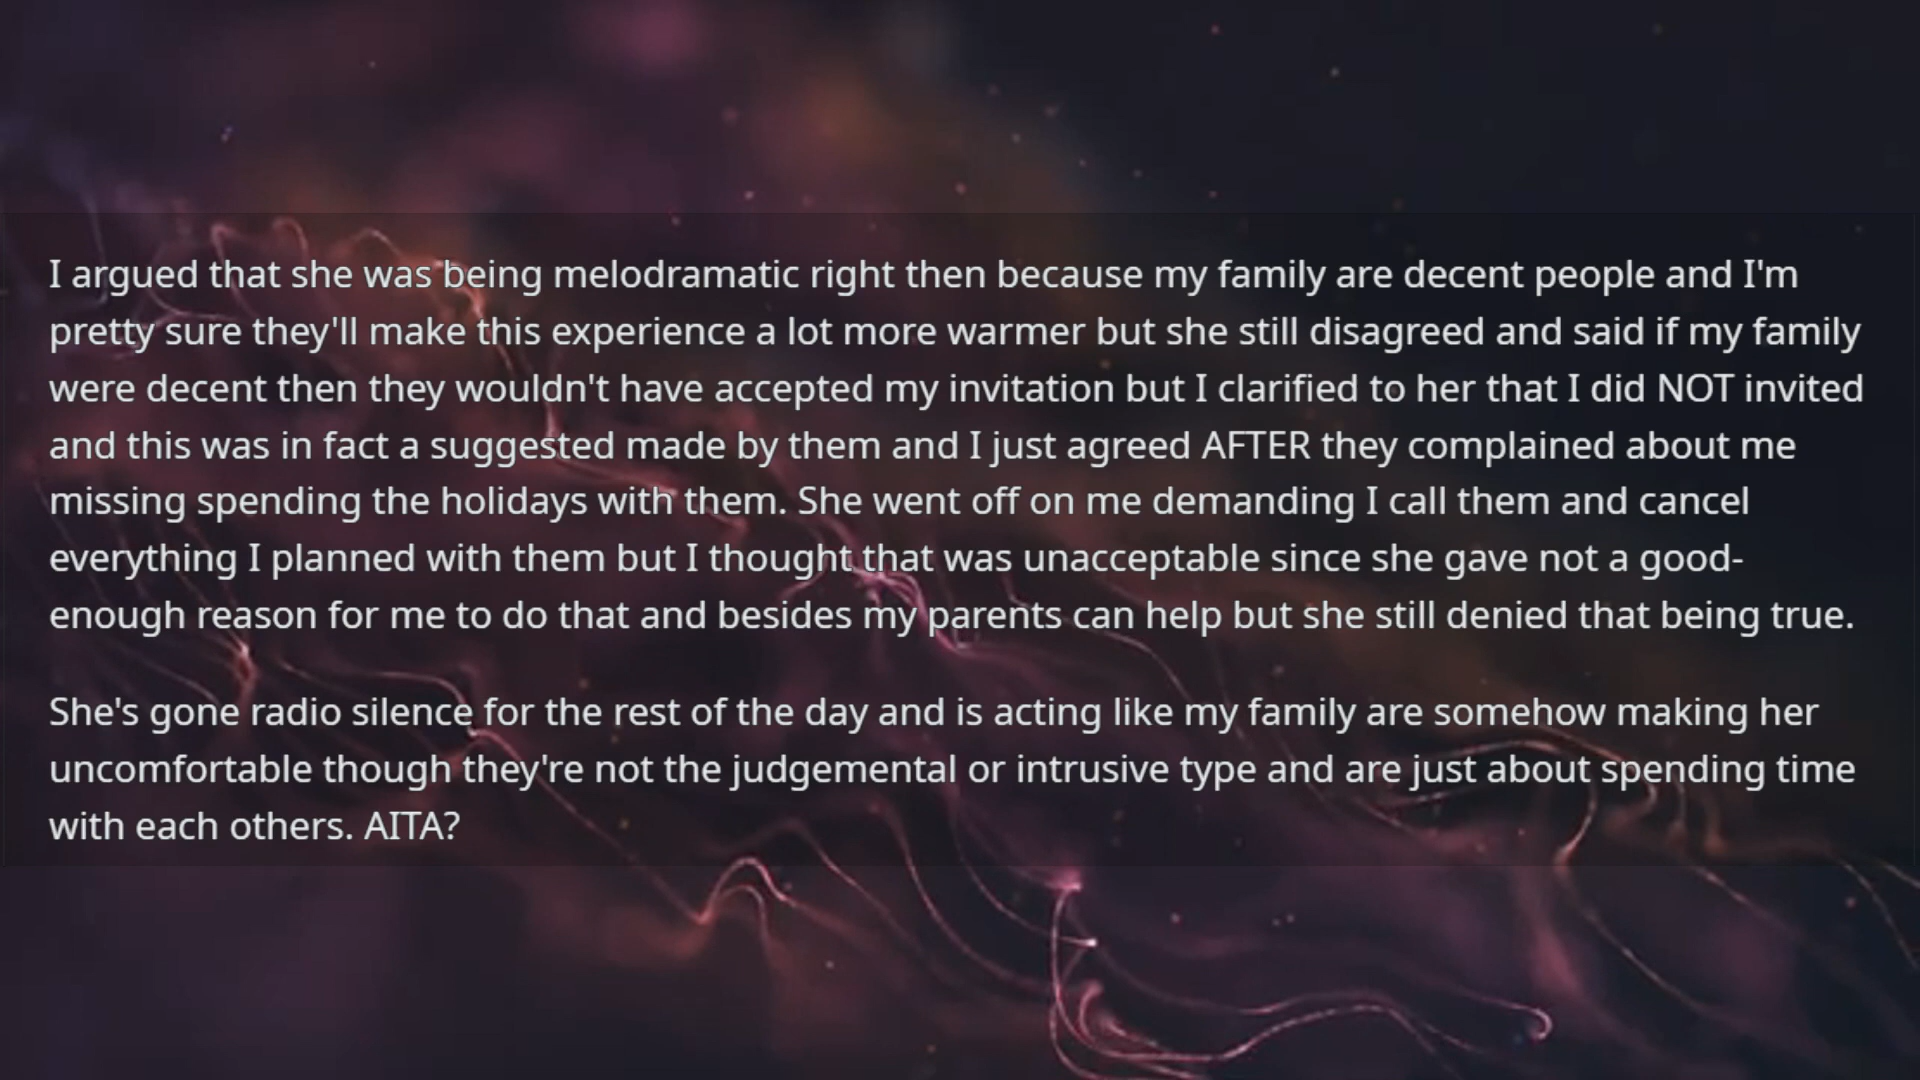 I argued that she was being melodramatic right then because my family are decent people and I'm
pretty sure they'll make this experience a lot more warmer but she still disagreed and said if my family
were decent then they wouldn't have accepted my invitation but I clarified to her that I did NOT invited
and this was in fact a suggested made by them and I just agreed AFTER they complained about me
missing spending the holidays with them. She went off on me demanding I call them and cancel
everything I planned with them but I thought that was unacceptable since she gave not a good-
enough reason for me to do that and besides my parents can help but she still denied that being true.
She's gone radio silence for the rest of the day and is acting like my family are somehow making her
uncomfortable though they're not the judgemental or intrusive type and are just about spending time
with each others. AITA?